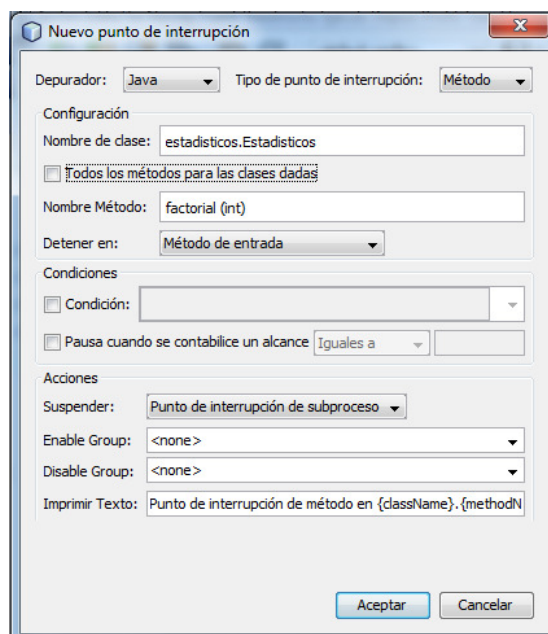 Nuevo punto de interrupción
Depurador: Java Tipo de punto de interrupción: Método
Configuración
Nombre de clase: estadisticos.Estadisticos
Todos los métodos para las clases dadas
Nombre Método: factorial (int)
Detener en: Método de entrada
Condiciones
Condición:
Pausa cuando se contabilice un alcance Iguales a
Acciones
Suspender: Punto de interrupción de subproceso
Enable Group: <none>
Disable Group: <none>
Imprimir Texto: Punto de interrupción de método en {className}.{methodN
Aceptar Cancelar